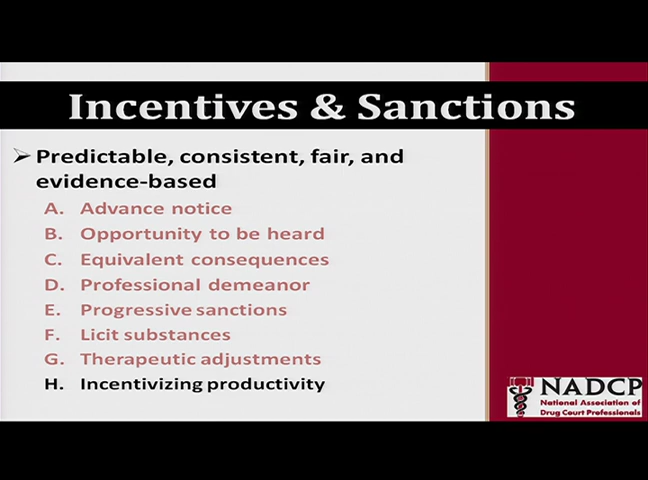 Incentives & Sanctions
➢ Predictable, consistent, fair, and
evidence-based
A. Advance notice
B. Opportunity to be heard
C. Equivalent consequences
D. Professional demeanor
E. Progressive sanctions
F. Licit substances
G. Therapeutic adjustments
H. Incentivizing productivity
NADCP
National Association of
Drug Court Professionals